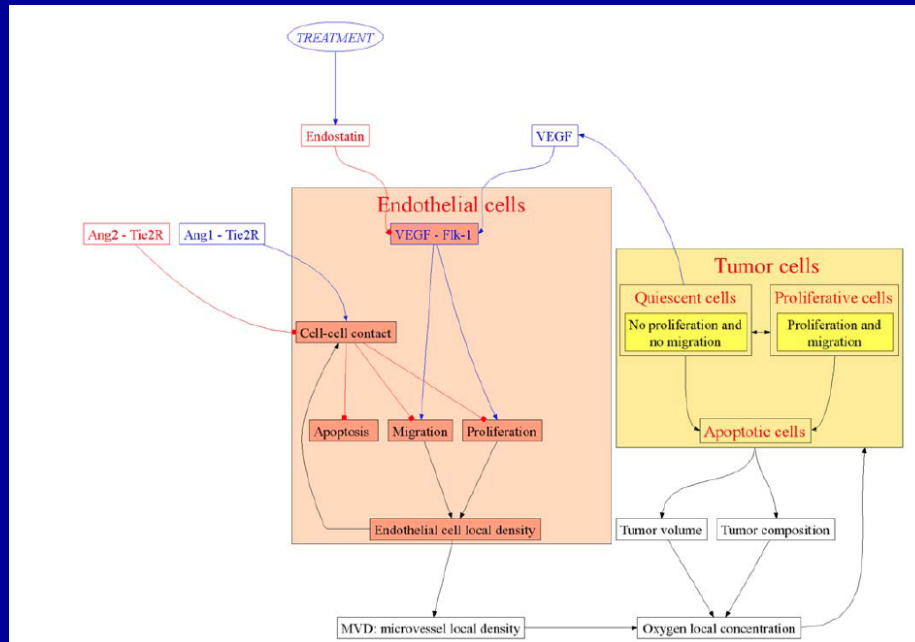 TREATMENT
Endostatin
VEGF
Endothelial cells
VEGF - Flk-1
Ang2 - Tie2R
Ang1 - Tie2R
Tumor cells
Quiescent cells
Proliferative cells
No proliferation and
no migration
Proliferation and
migration
Cell-cell contact
Apoptosis
Migration
Proliferation
Apoptotic cells
Endothelial cell local density
Tumor volume
Tumor composition
MVD: microvessel local density
Oxygen local concentration